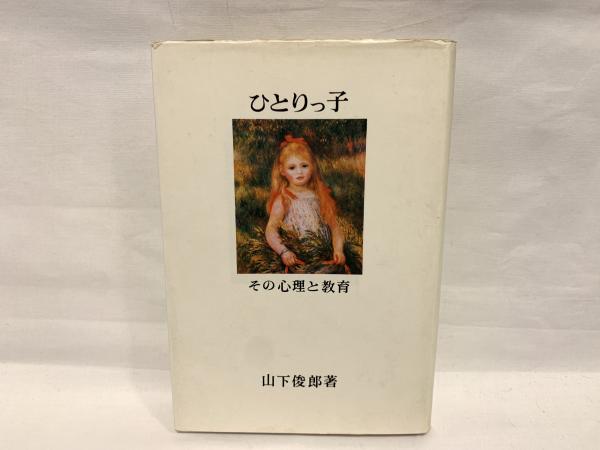 ひとりっ子
その心理と教育
山下俊郎著